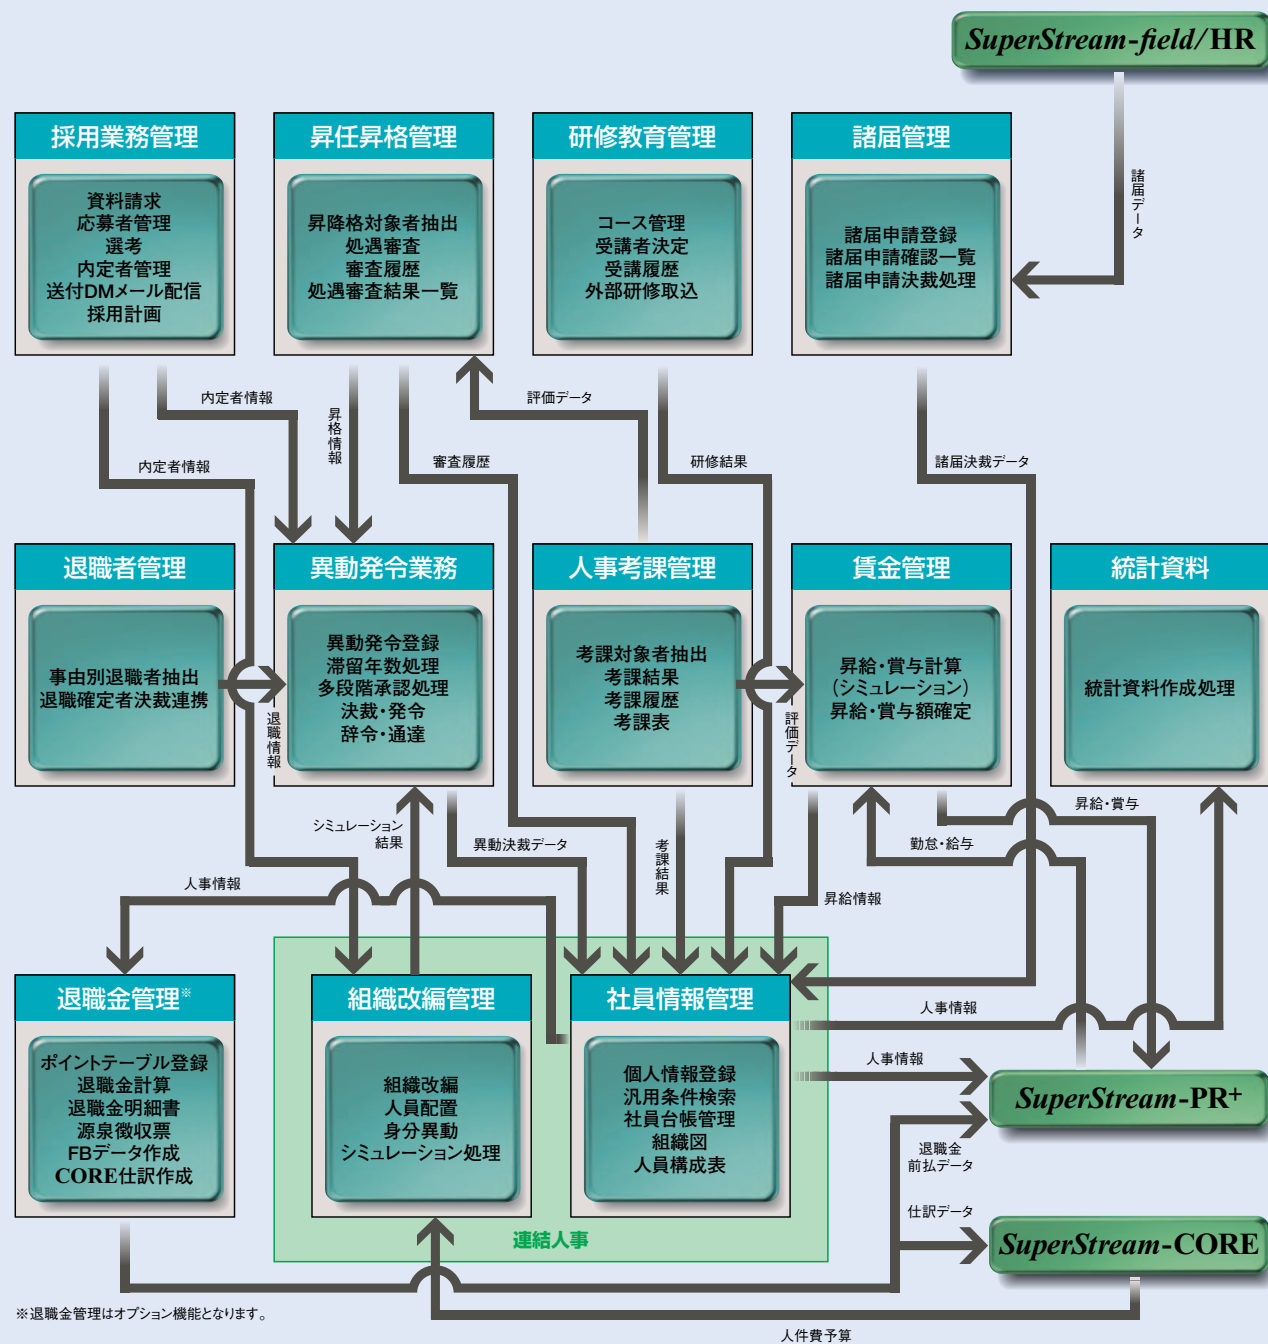 SuperStream-field/HR
採用業務管理
資料請求
応募者管理
選考
内定者管理
送付DMメール配信
採用計画
昇任昇格管理
昇降格対象者抽出
処遇審査
審査履歴
処遇審査結果一覧
研修教育管理
コース管理
受講者決定
受講履歴
外部研修取込
諸届管理
諸届申請登録
諸届申請確認一覧
諸届申請決裁処理
諸届データ
内定者情報
内定者情報
昇格情報
審査履歴
評価データ
研修結果
諸届決裁データ
退職者管理
事由別退職者抽出
退職確定者決裁連携
退職情報
異動発令業務
異動発令登録
滞留年数処理
多段階承認処理
決裁・発令
辞令・通達
人事考課管理
考課対象者抽出
考課結果
考課履歴
考課表
評価データ
賃金管理
昇給・賞与計算
（シミュレーション）
昇給・賞与額確定
統計資料
統計資料作成処理
シミュレーション
結果
異動決裁データ
考課結果
勤怠・給与
昇給・賞与
人事情報
昇給情報
退職金管理※
ポイントテーブル登録
退職金計算
退職金明細書
源泉徴収票
FBデータ作成
CORE仕訳作成
組織改編管理
組織改編
人員配置
身分異動
シミュレーション処理
社員情報管理
個人情報登録
汎用条件検索
社員台帳管理
組織図
人員構成表
連結人事
人事情報
人事情報
SuperStream-PR+
退職金
前払データ
仕訳データ
SuperStream-CORE
※退職金管理はオプション機能となります。
人件費予算